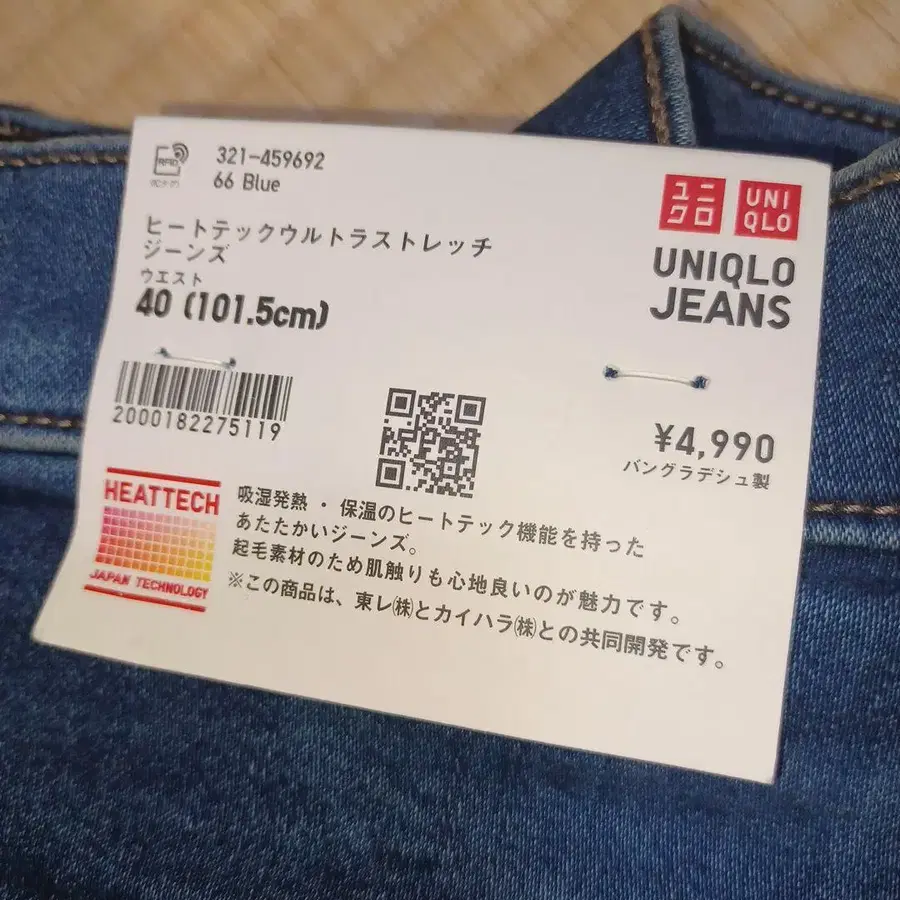 RFID
321-459692
66 Blue
ユニクロ
UNIQLO
UNIQLO
JEANS
ヒートテックウルトラストレッチ
ジーンズ
ウエスト
40 (101.5cm)
2000182275119
¥4,990
バングラデシュ製
HEATTECH
JAPAN TECHNOLOGY
吸湿発熱・保温のヒートテック機能を持った
あたたかいジーンズ。
起毛素材のため肌触りも心地良いのが魅力です。
※この商品は、東レ㈱とカイハラ㈱との共同開発です。